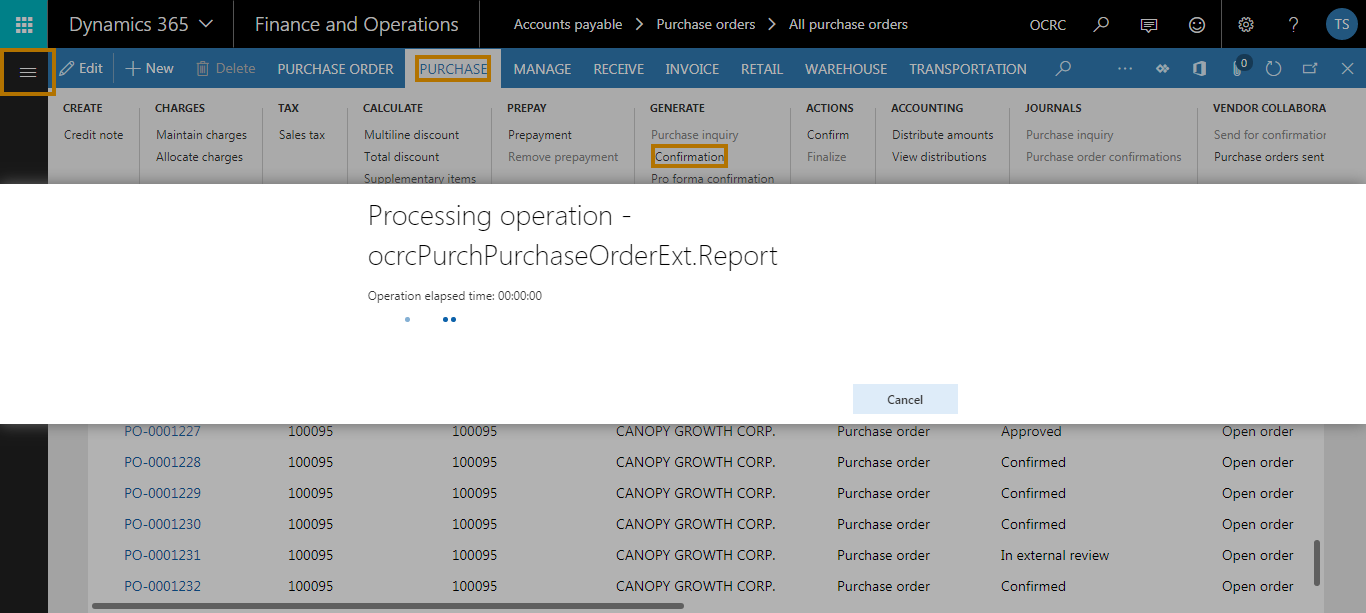 Dynamics 365 Finance and Operations Accounts payable Purchase orders All purchase orders OCRC ? TS
Edit New Delete PURCHASE ORDER PURCHASE MANAGE RECEIVE INVOICE RETAIL WAREHOUSE TRANSPORTATION ... 0
CREATE CHARGES TAX CALCULATE PREPAY GENERATE ACTIONS ACCOUNTING JOURNALS VENDOR COLLABORA
Credit note Maintain charges Sales tax Multiline discount Prepayment Purchase inquiry Confirm Distribute amounts Purchase inquiry Send for confirmation
Allocate charges Total discount Remove prepayment Confirmation Finalize View distributions Purchase order confirmations Purchase orders sent
Supplementary items Pro forma confirmation
Processing operation -
ocrcPurchPurchaseOrderExt.Report
Operation elapsed time: 00:00:00
Cancel
PO-0001227 100095 100095 CANOPY GROWTH CORP. Purchase order Approved Open order
PO-0001228 100095 100095 CANOPY GROWTH CORP. Purchase order Confirmed Open order
PO-0001229 100095 100095 CANOPY GROWTH CORP. Purchase order Confirmed Open order
PO-0001230 100095 100095 CANOPY GROWTH CORP. Purchase order Confirmed Open order
PO-0001231 100095 100095 CANOPY GROWTH CORP. Purchase order In external review Open order
PO-0001232 100095 100095 CANOPY GROWTH CORP. Purchase order Confirmed Open order